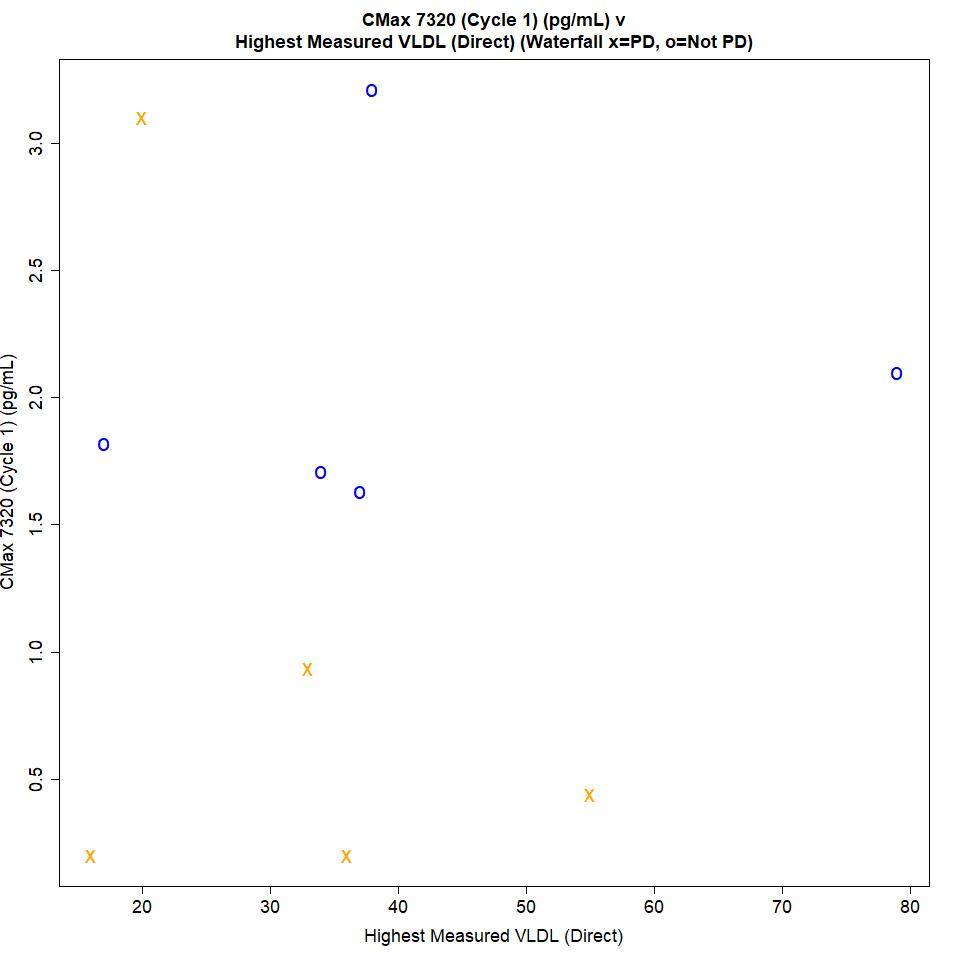 CMax 7320 (Cycle 1) (pg/mL) v
Highest Measured VLDL (Direct) (Waterfall x=PD, o=Not PD)
CMax 7320 (Cycle 1) (pg/mL)
3.0
2.5
2.0
1.5
1.0
0.5
O
X
O
O
O
O
X
X
X
X
20 30 40 50 60 70 80
Highest Measured VLDL (Direct)